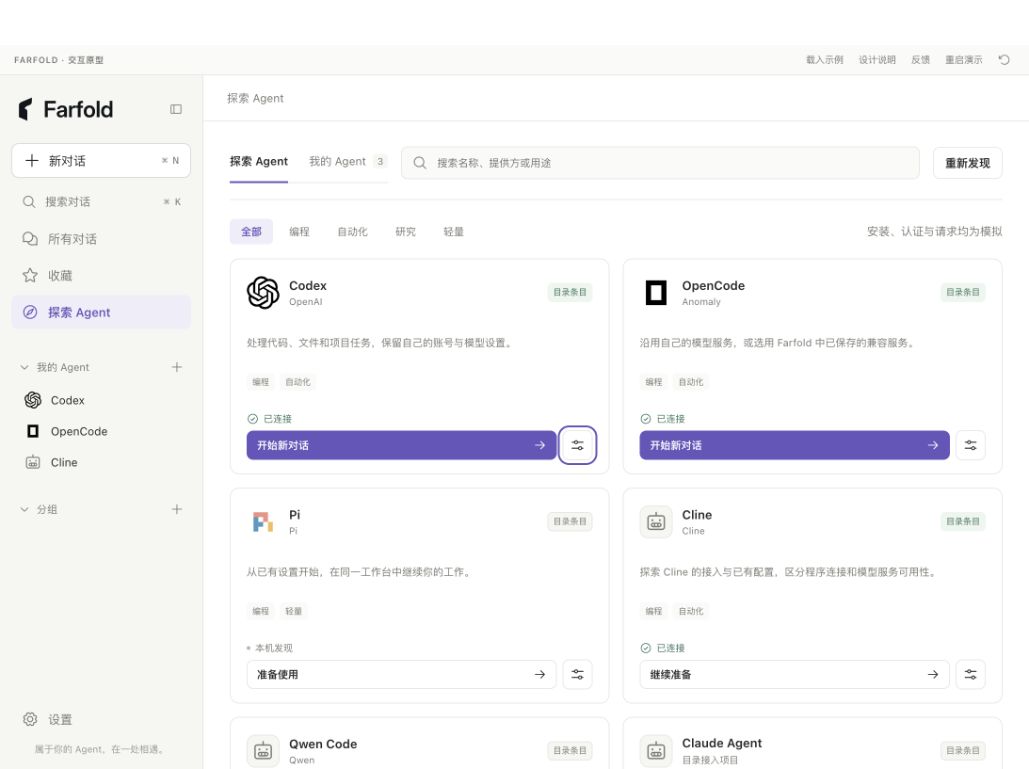 FARFOLD · 交互原型
载入示例 设计说明 反馈 重启演示
Farfold
新对话 ⌘ N
搜索对话 ⌘ K
所有对话
收藏
探索 Agent
我的 Agent
Codex
OpenCode
Cline
分组
设置
属于你的 Agent，在一处相遇。
探索 Agent
探索 Agent 我的 Agent 3
搜索名称、提供方或用途
重新发现
全部 编程 自动化 研究 轻量
安装、认证与请求均为模拟
Codex
OpenAI
目录条目
处理代码、文件和项目任务，保留自己的账号与模型设置。
编程 自动化
已连接
开始新对话
OpenCode
Anomaly
目录条目
沿用自己的模型服务，或选用 Farfold 中已保存的兼容服务。
编程 自动化
已连接
开始新对话
Pi
Pi
目录条目
从已有设置开始，在同一工作台中继续你的工作。
编程 轻量
本机发现
准备使用
Cline
Cline
目录条目
探索 Cline 的接入与已有配置，区分程序连接和模型服务可用性。
编程 自动化
已连接
继续准备
Qwen Code
Qwen
目录条目
Claude Agent
目录接入项目
目录条目